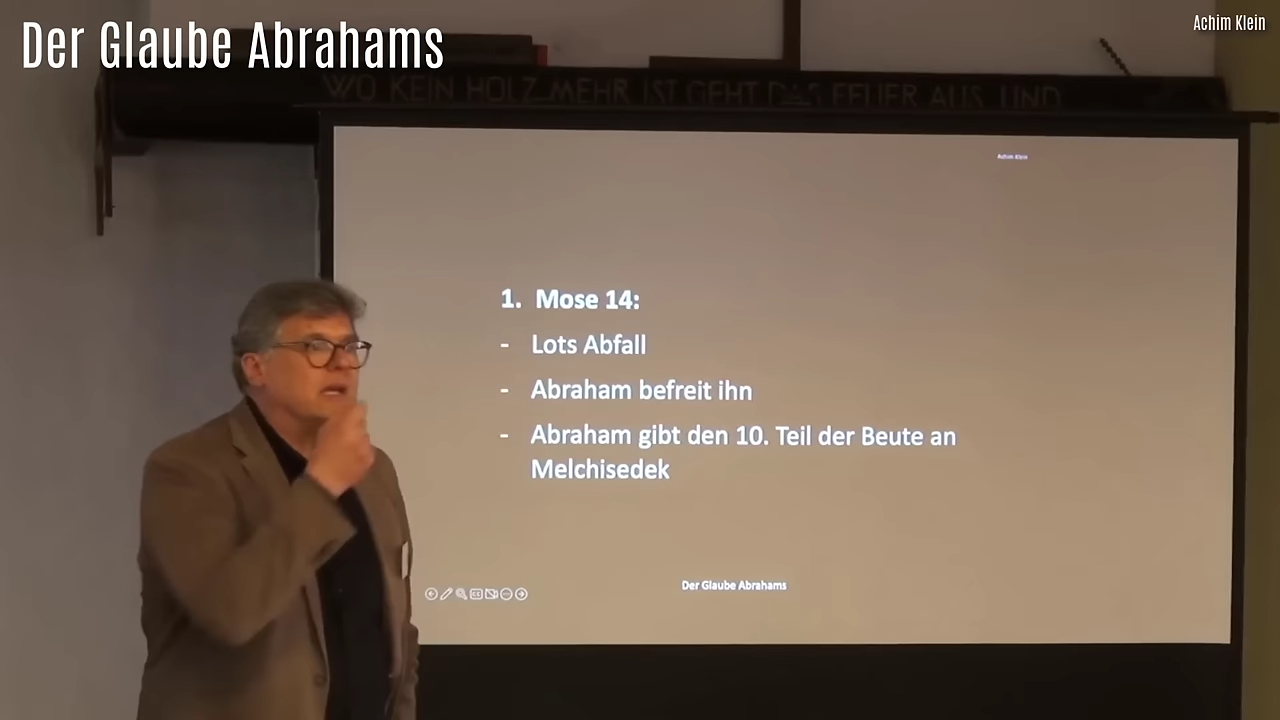 Der Glaube Abrahams
Achim Klein
WO KEIN HOLZ MEHR IST GEHT DAS FEUER AUS, UND
Achim Klein
1. Mose 14:
- Lots Abfall
- Abraham befreit ihn
- Abraham gibt den 10. Teil der Beute an
Melchisedek
Der Glaube Abrahams